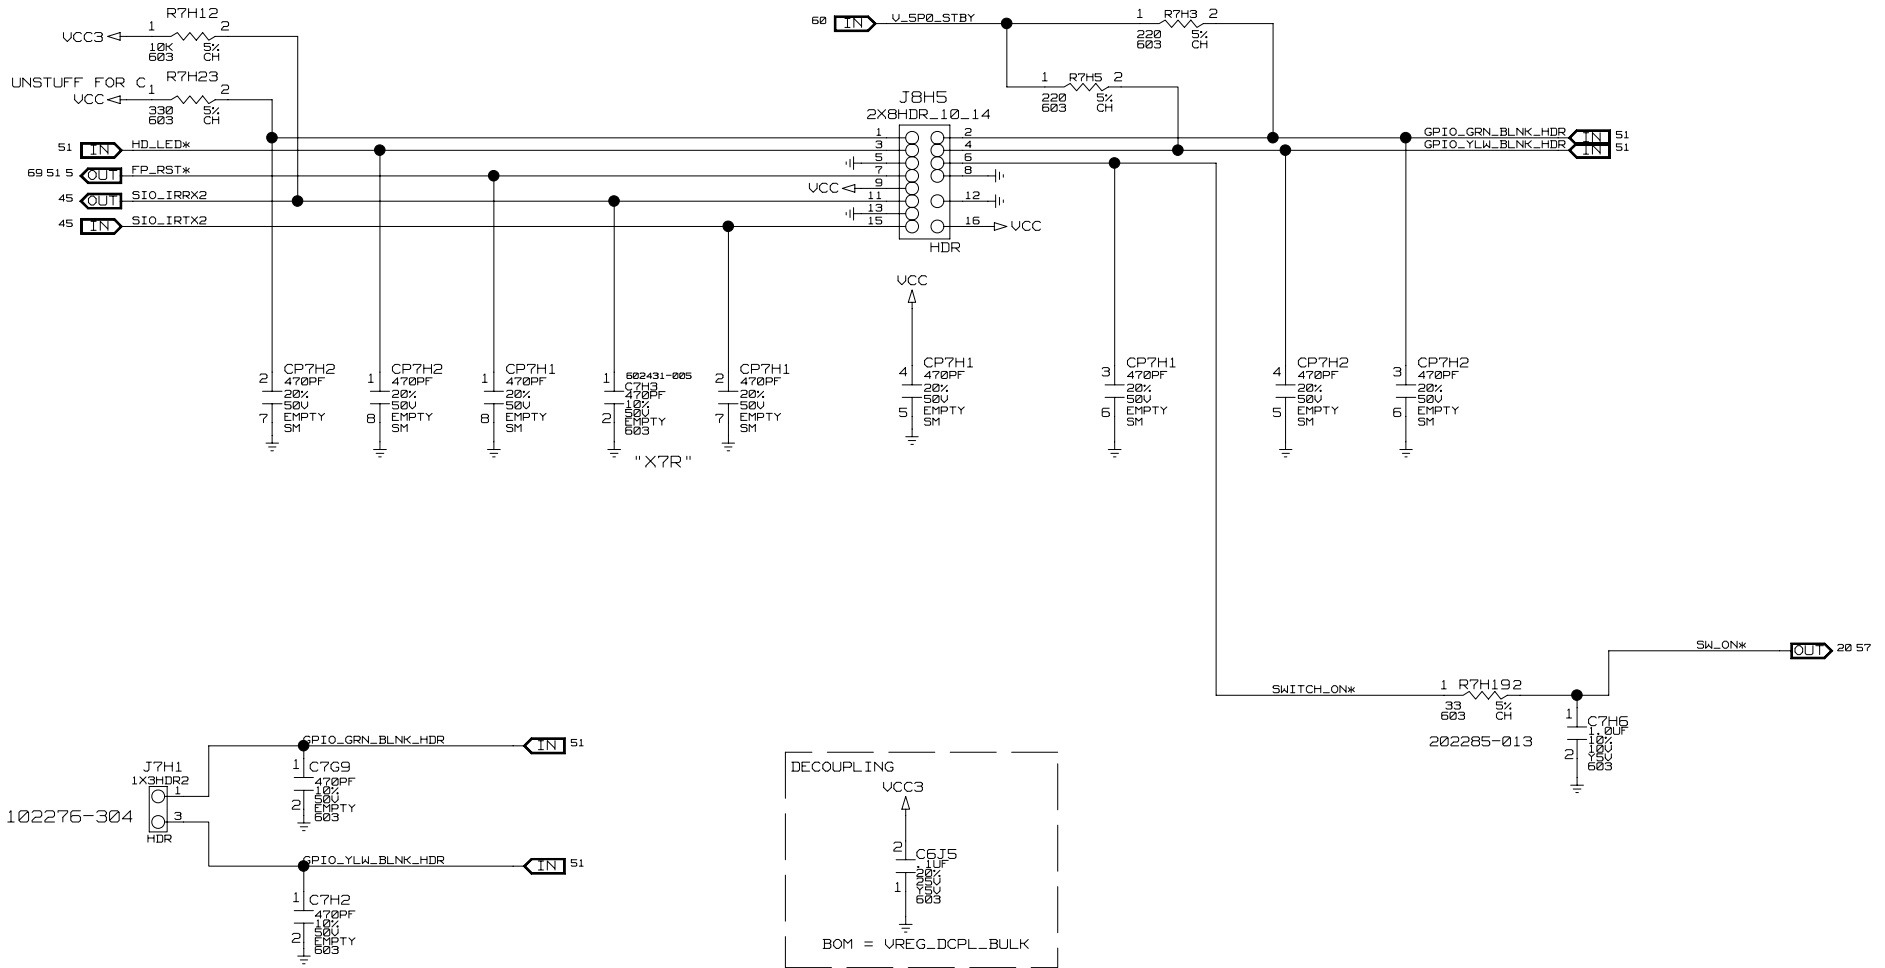 R7H12
1 2
VCC3
10K 5%
603 CH
UNSTUFF FOR C
R7H23
1 2
VCC
330 5%
603 CH
51 IN HD_LED*
69 51 5 OUT FP_RST*
45 OUT SIO_IRRX2
45 IN SIO_IRTX2
60 IN V_5P0_STBY
1 R7H3 2
220 5%
603 CH
1 R7H5 2
220 5%
603 CH
J8H5
2X8HDR_10_14
1 2
3 4
5 6
7 8
VCC 9
11 12
13
15 16 VCC
HDR
GPIO_GRN_BLNK_HDR IN 51
GPIO_YLW_BLNK_HDR IN 51
VCC
2 CP7H2
470PF
20%
50V
7 EMPTY
SM
1 CP7H2
470PF
20%
50V
8 EMPTY
SM
1 CP7H1
470PF
20%
50V
8 EMPTY
SM
602431-005
1 C7H3
470PF
10%
50V
2 EMPTY
603
"X7R"
2 CP7H1
470PF
20%
50V
7 EMPTY
SM
4 CP7H1
470PF
20%
50V
5 EMPTY
SM
3 CP7H1
470PF
20%
50V
6 EMPTY
SM
4 CP7H2
470PF
20%
50V
5 EMPTY
SM
3 CP7H2
470PF
20%
50V
6 EMPTY
SM
SW_ON* OUT 20 57
SWITCH_ON* 1 R7H19 2
33 5%
603 CH
202285-013
1 C7H6
1.0UF
10%
10V
2 Y5V
603
J7H1
1X3HDR2
1
3
HDR
102276-304
GPIO_GRN_BLNK_HDR IN 51
1 C7G9
470PF
10%
50V
2 EMPTY
603
GPIO_YLW_BLNK_HDR IN 51
1 C7H2
470PF
10%
50V
2 EMPTY
603
DECOUPLING
VCC3
2 C6J5
.1UF
20%
25V
1 Y5V
603
BOM = VREG_DCPL_BULK